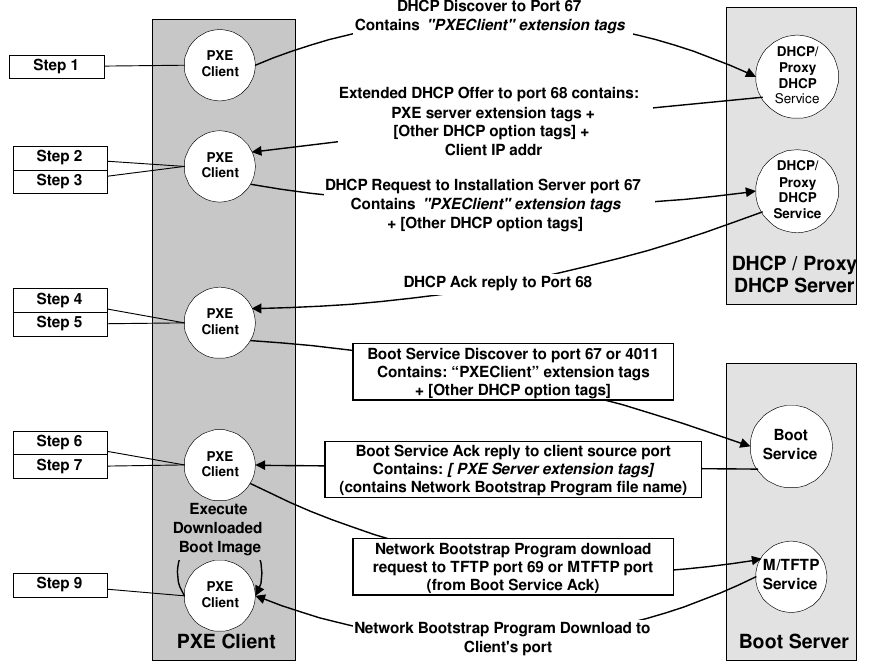 DHCP Discover to Port 67
Contains "PXEClient" extension tags
Step 1
PXE
Client
DHCP/
Proxy
DHCP
Service
Extended DHCP Offer to port 68 contains:
PXE server extension tags +
[Other DHCP option tags] +
Client IP addr
Step 2
Step 3
PXE
Client
DHCP/
Proxy
DHCP
Service
DHCP Request to Installation Server port 67
Contains "PXEClient" extension tags
+ [Other DHCP option tags]
DHCP / Proxy
DHCP Server
DHCP Ack reply to Port 68
Step 4
Step 5
PXE
Client
Boot Service Discover to port 67 or 4011
Contains: “PXEClient” extension tags
+ [Other DHCP option tags]
Step 6
Step 7
PXE
Client
Boot Service Ack reply to client source port
Contains: [ PXE Server extension tags]
(contains Network Bootstrap Program file name)
Boot
Service
Execute
Downloaded
Boot Image
Network Bootstrap Program download
request to TFTP port 69 or MTFTP port
(from Boot Service Ack)
M/TFTP
Service
Step 9
PXE
Client
Network Bootstrap Program Download to
Client's port
PXE Client
Boot Server